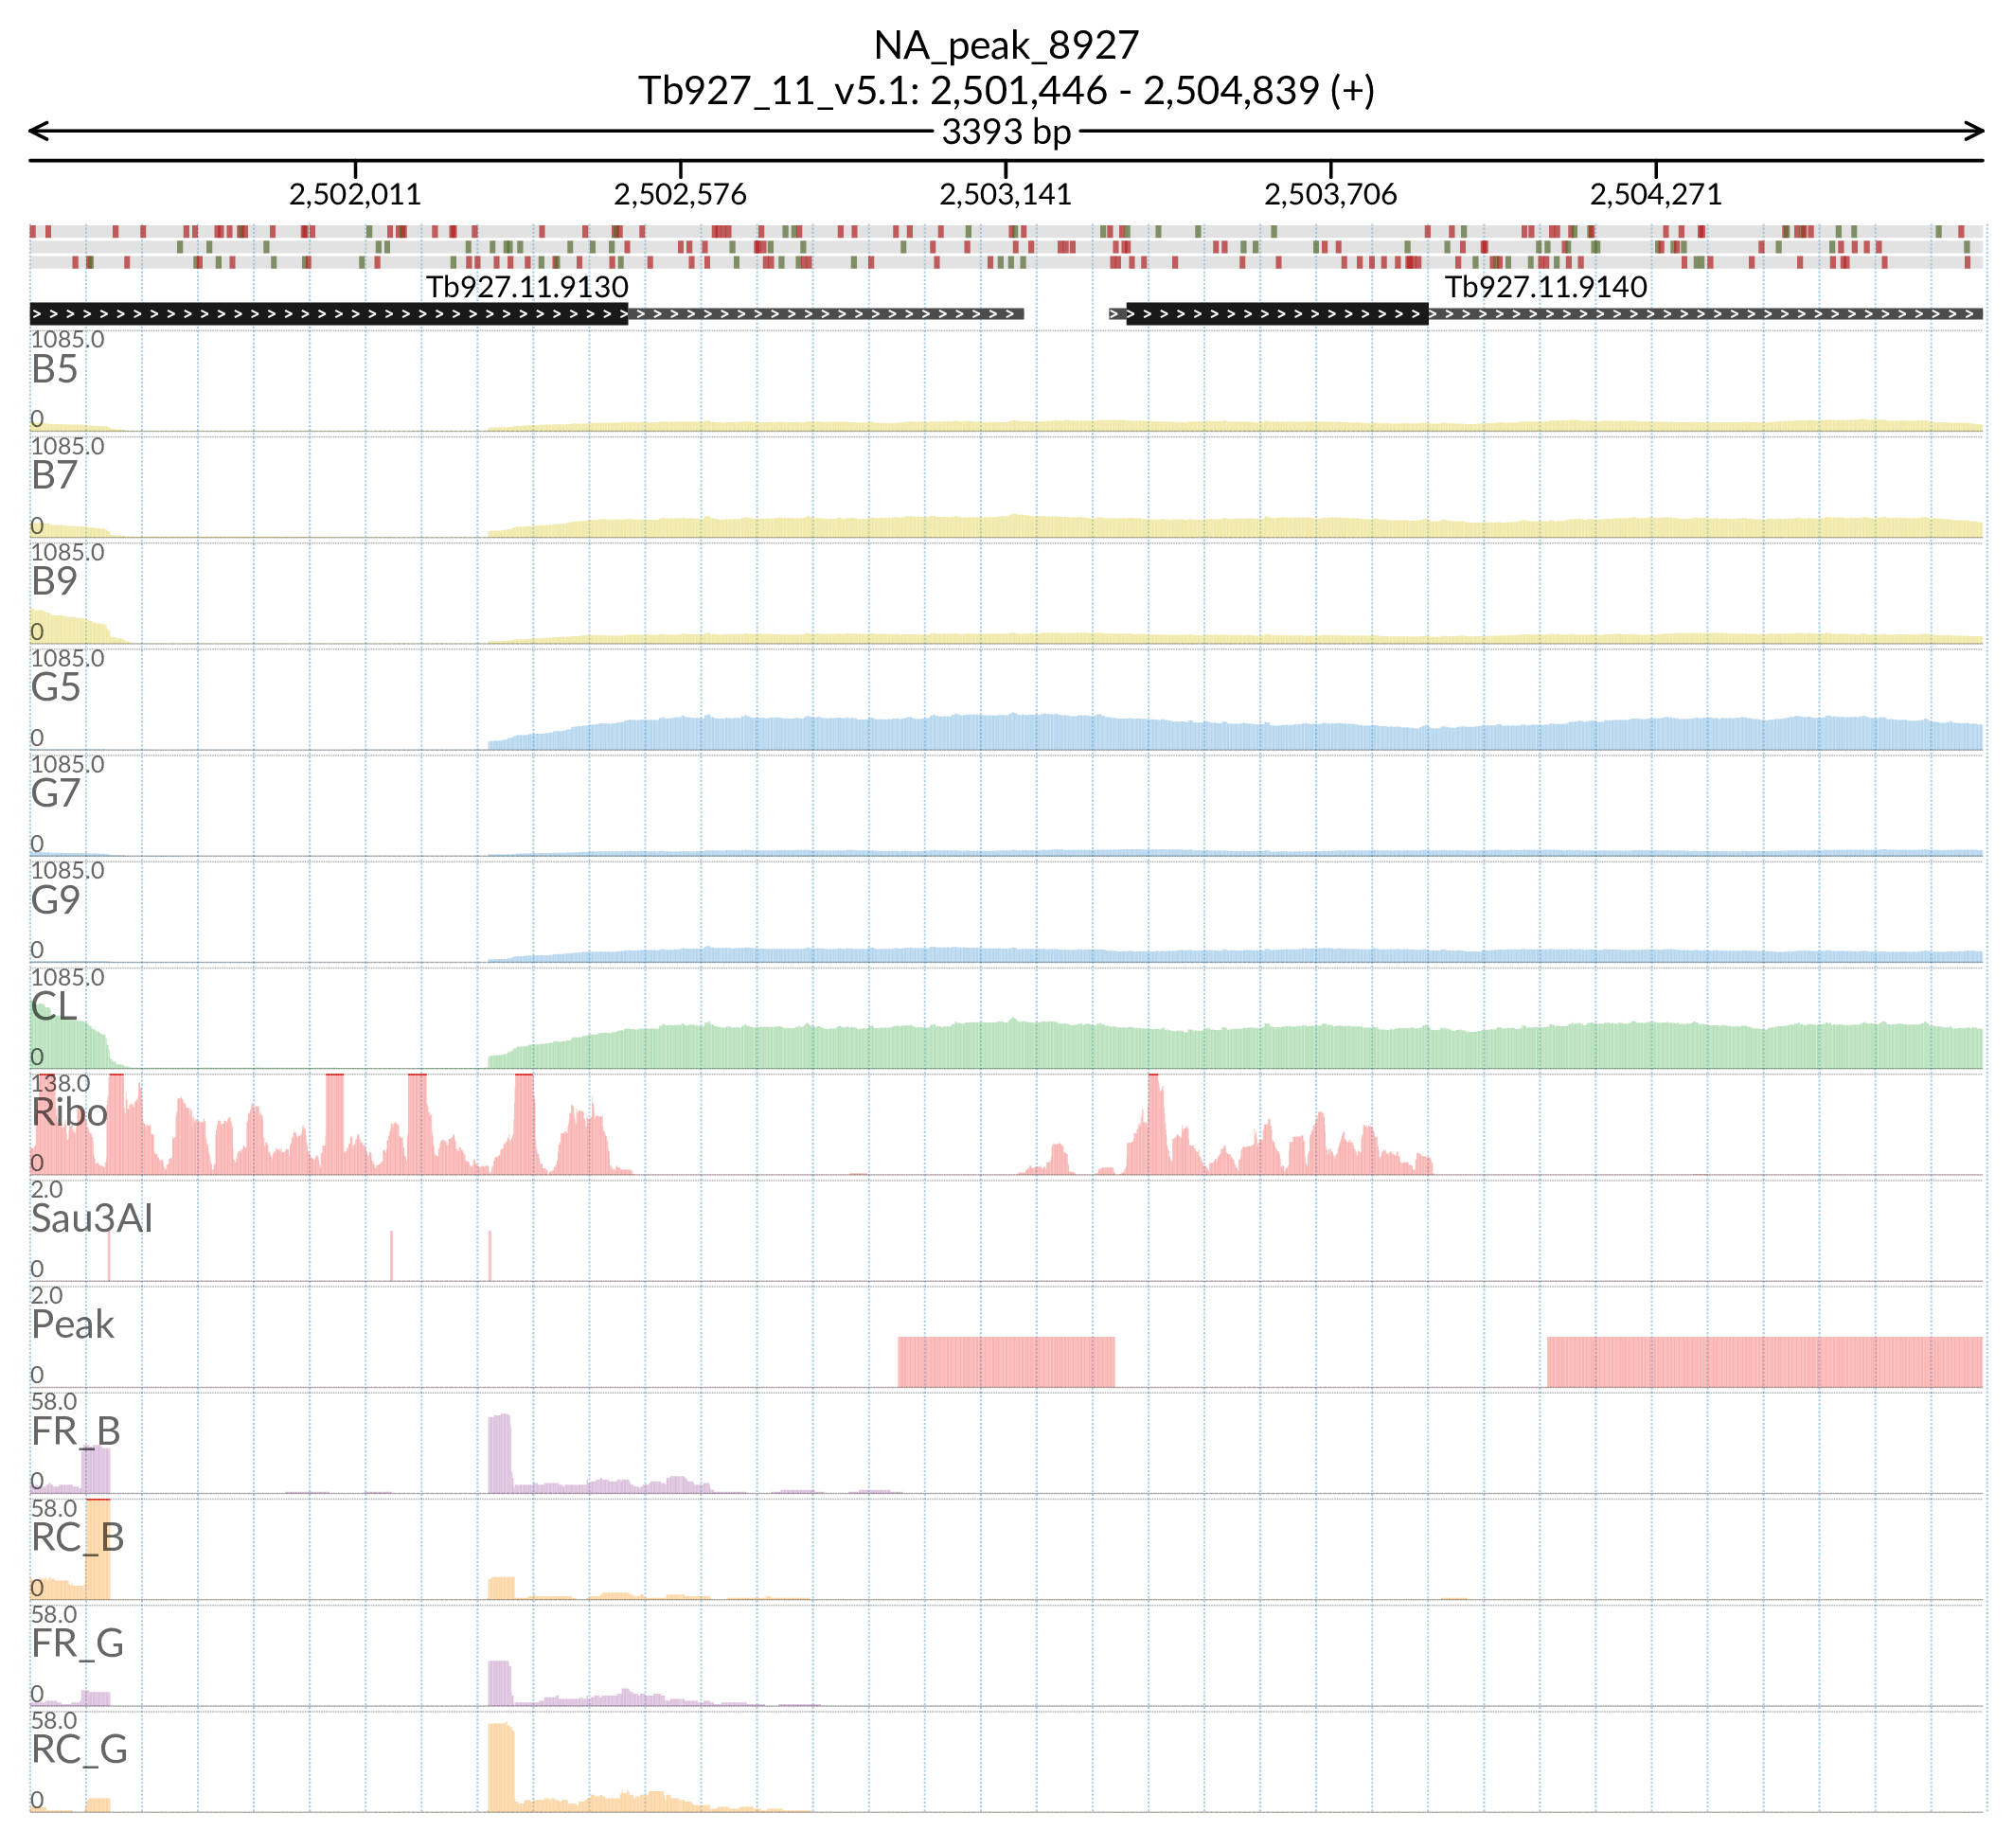 NA_peak_8927
Tb927_11_v5.1: 2,501,446 - 2,504,839 (+)
3393 bp
2,502,011 2,502,576 2,503,141 2,503,706 2,504,271
Tb927.11.9130 Tb927.11.9140
1085.0
B5
0
1085.0
B7
0
1085.0
B9
0
1085.0
G5
0
1085.0
G7
0
1085.0
G9
0
1085.0
CL
0
138.0
Ribo
0
2.0
Sau3AI
0
2.0
Peak
0
58.0
FR_B
0
58.0
RC_B
0
58.0
FR_G
0
58.0
RC_G
0